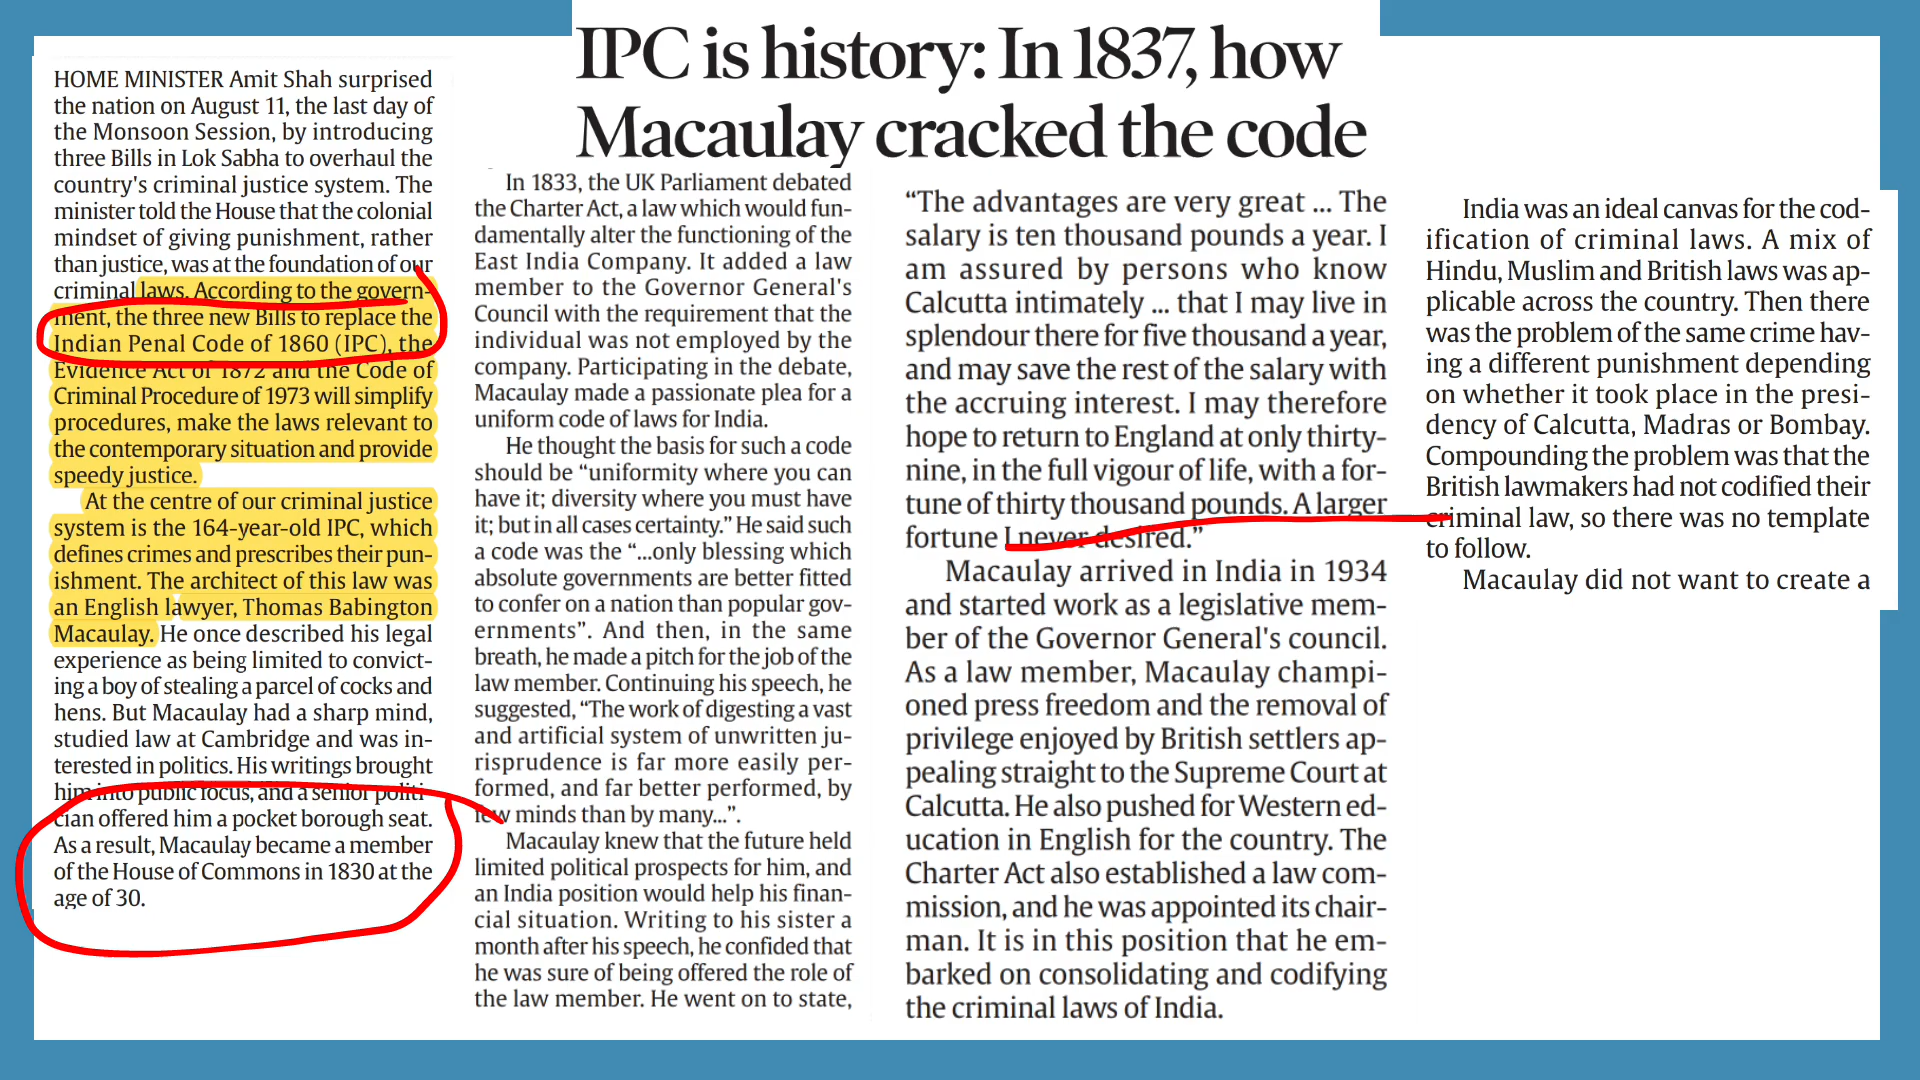 IPC is history: In 1837, how
Macaulay cracked the code
HOME MINISTER Amit Shah surprised
the nation on August 11, the last day of
the Monsoon Session, by introducing
three Bills in Lok Sabha to overhaul the
country's criminal justice system. The
minister told the House that the colonial
mindset of giving punishment, rather
than justice, was at the foundation of our
criminal laws. According to the govern-
ment, the three new Bills to replace the
Indian Penal Code of 1860 (IPC), the
Evidence Act of 1872 and the Code of
Criminal Procedure of 1973 will simplify
procedures, make the laws relevant to
the contemporary situation and provide
speedy justice.
At the centre of our criminal justice
system is the 164-year-old IPC, which
defines crimes and prescribes their pun-
ishment. The architect of this law was
an English lawyer, Thomas Babington
Macaulay. He once described his legal
experience as being limited to convict-
ing a boy of stealing a parcel of cocks and
hens. But Macaulay had a sharp mind,
studied law at Cambridge and was in-
terested in politics. His writings brought
him into public focus, and a senior politi-
cian offered him a pocket borough seat.
As a result, Macaulay became a member
of the House of Commons in 1830 at the
age of 30.
In 1833, the UK Parliament debated
the Charter Act, a law which would fun-
damentally alter the functioning of the
East India Company. It added a law
member to the Governor General's
Council with the requirement that the
individual was not employed by the
company. Participating in the debate,
Macaulay made a passionate plea for a
uniform code of laws for India.
He thought the basis for such a code
should be “uniformity where you can
have it; diversity where you must have
it; but in all cases certainty.” He said such
a code was the “...only blessing which
absolute governments are better fitted
to confer on a nation than popular gov-
ernments”. And then, in the same
breath, he made a pitch for the job of the
law member. Continuing his speech, he
suggested, “The work of digesting a vast
and artificial system of unwritten ju-
risprudence is far more easily per-
formed, and far better performed, by
few minds than by many...”.
Macaulay knew that the future held
limited political prospects for him, and
an India position would help his finan-
cial situation. Writing to his sister a
month after his speech, he confided that
he was sure of being offered the role of
the law member. He went on to state,
“The advantages are very great ... The
salary is ten thousand pounds a year. I
am assured by persons who know
Calcutta intimately ... that I may live in
splendour there for five thousand a year,
and may save the rest of the salary with
the accruing interest. I may therefore
hope to return to England at only thirty-
nine, in the full vigour of life, with a for-
tune of thirty thousand pounds. A larger
fortune I never desired.”
Macaulay arrived in India in 1934
and started work as a legislative mem-
ber of the Governor General's council.
As a law member, Macaulay champi-
oned press freedom and the removal of
privilege enjoyed by British settlers ap-
pealing straight to the Supreme Court at
Calcutta. He also pushed for Western ed-
ucation in English for the country. The
Charter Act also established a law com-
mission, and he was appointed its chair-
man. It is in this position that he em-
barked on consolidating and codifying
the criminal laws of India.
India was an ideal canvas for the cod-
ification of criminal laws. A mix of
Hindu, Muslim and British laws was ap-
plicable across the country. Then there
was the problem of the same crime hav-
ing a different punishment depending
on whether it took place in the presi-
dency of Calcutta, Madras or Bombay.
Compounding the problem was that the
British lawmakers had not codified their
criminal law, so there was no template
to follow.
Macaulay did not want to create a